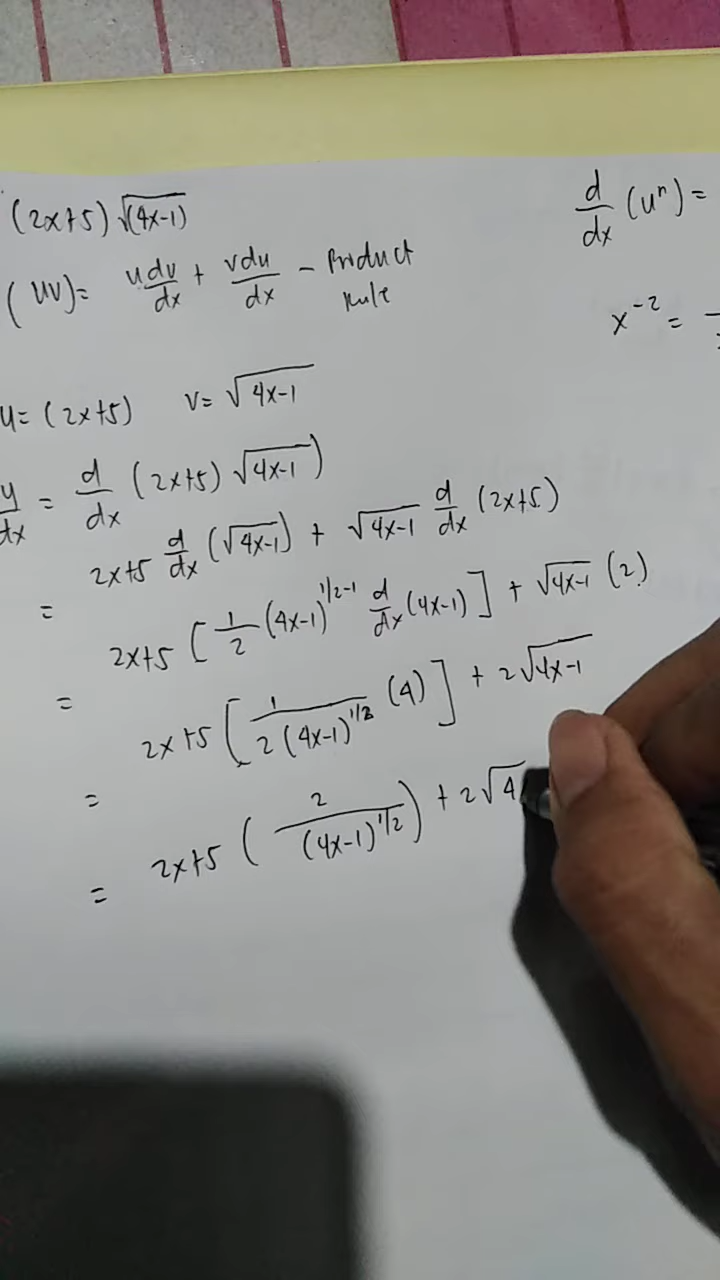 (2x+5) √(4x-1)
(uv)= u dv/dx + v du/dx - Product Rule
u= (2x+5) v= √4x-1
y/dx = d/dx (2x+5) √4x-1)
= 2x+5 d/dx (√4x-1) + √4x-1 d/dx (2x+5)
= 2x+5 [1/2 (4x-1)^1/2-1 d/dx (4x-1)] + √4x-1 (2)
= 2x+5 [1/2(4x-1)^1/2 (4)] + 2√4x-1
= 2x+5 (2/(4x-1)^1/2) + 2√4
d/dx (u^n) =
x^-2 =